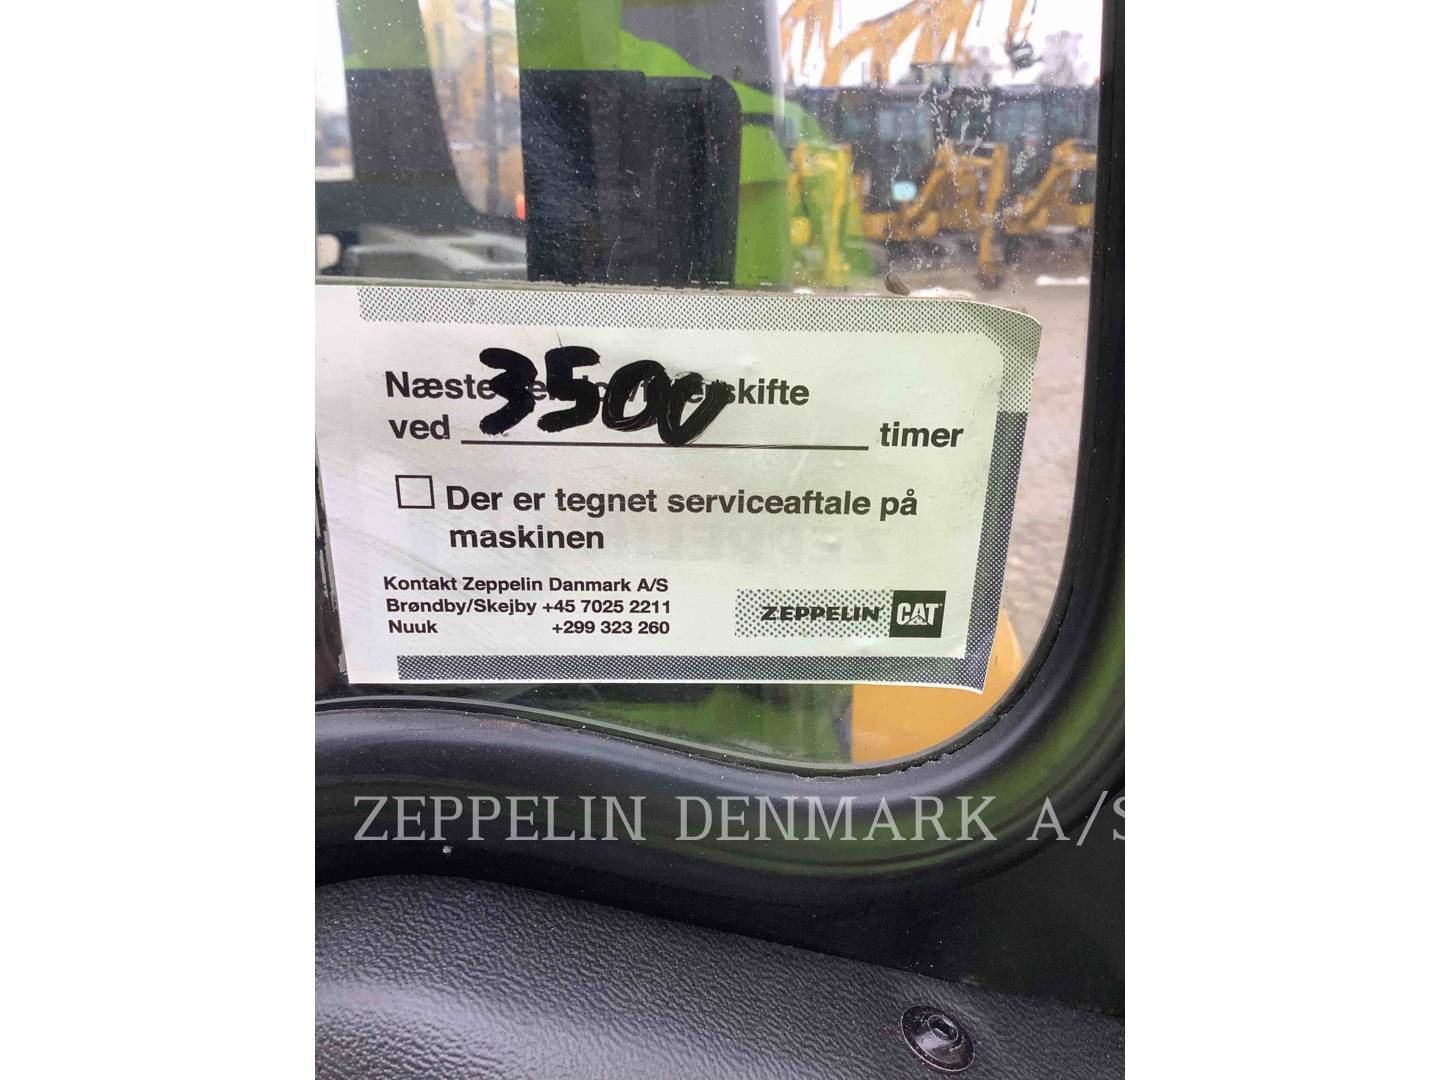 Næste skifte
ved 3500 timer
Der er tegnet serviceaftale på
maskinen
Kontakt Zeppelin Danmark A/S
Brøndby/Skejby +45 7025 2211
Nuuk +299 323 260
ZEPPELIN CAT
ZEPPELIN DENMARK A/S